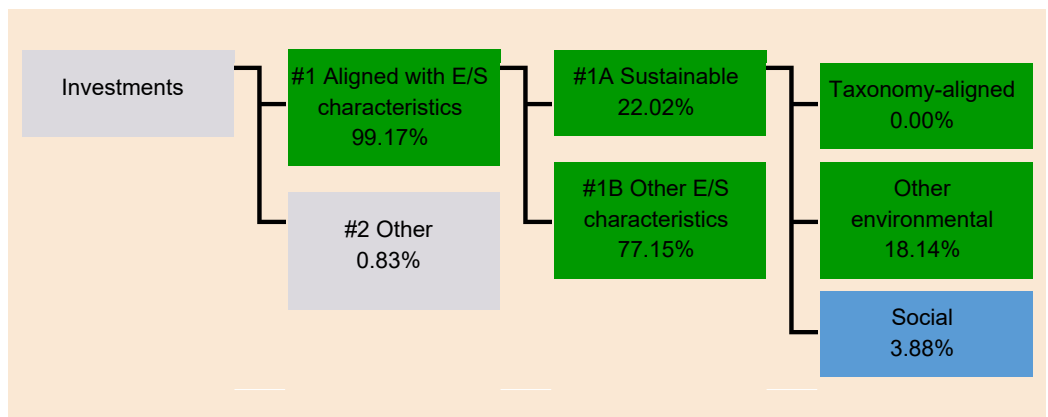 Investments
#1 Aligned with E/S
characteristics
99.17%
#2 Other
0.83%
#1A Sustainable
22.02%
#1B Other E/S
characteristics
77.15%
Taxonomy-aligned
0.00%
Other
environmental
18.14%
Social
3.88%